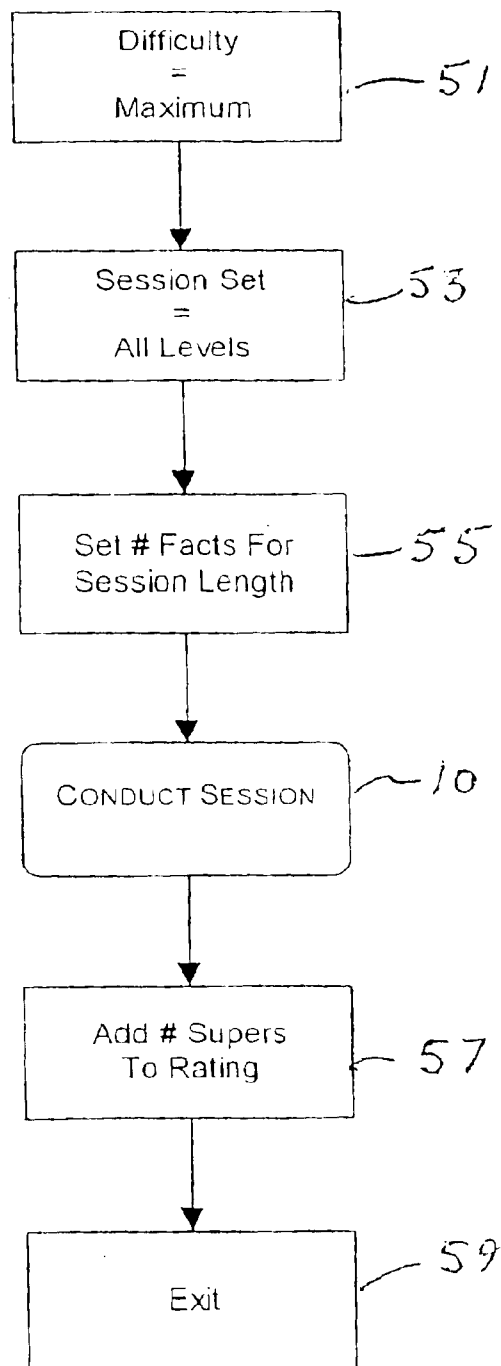 Difficulty
=
Maximum
51
Session Set
=
All Levels
53
Set # Facts For
Session Length
55
CONDUCT SESSION
10
Add # Supers
To Rating
57
Exit
59